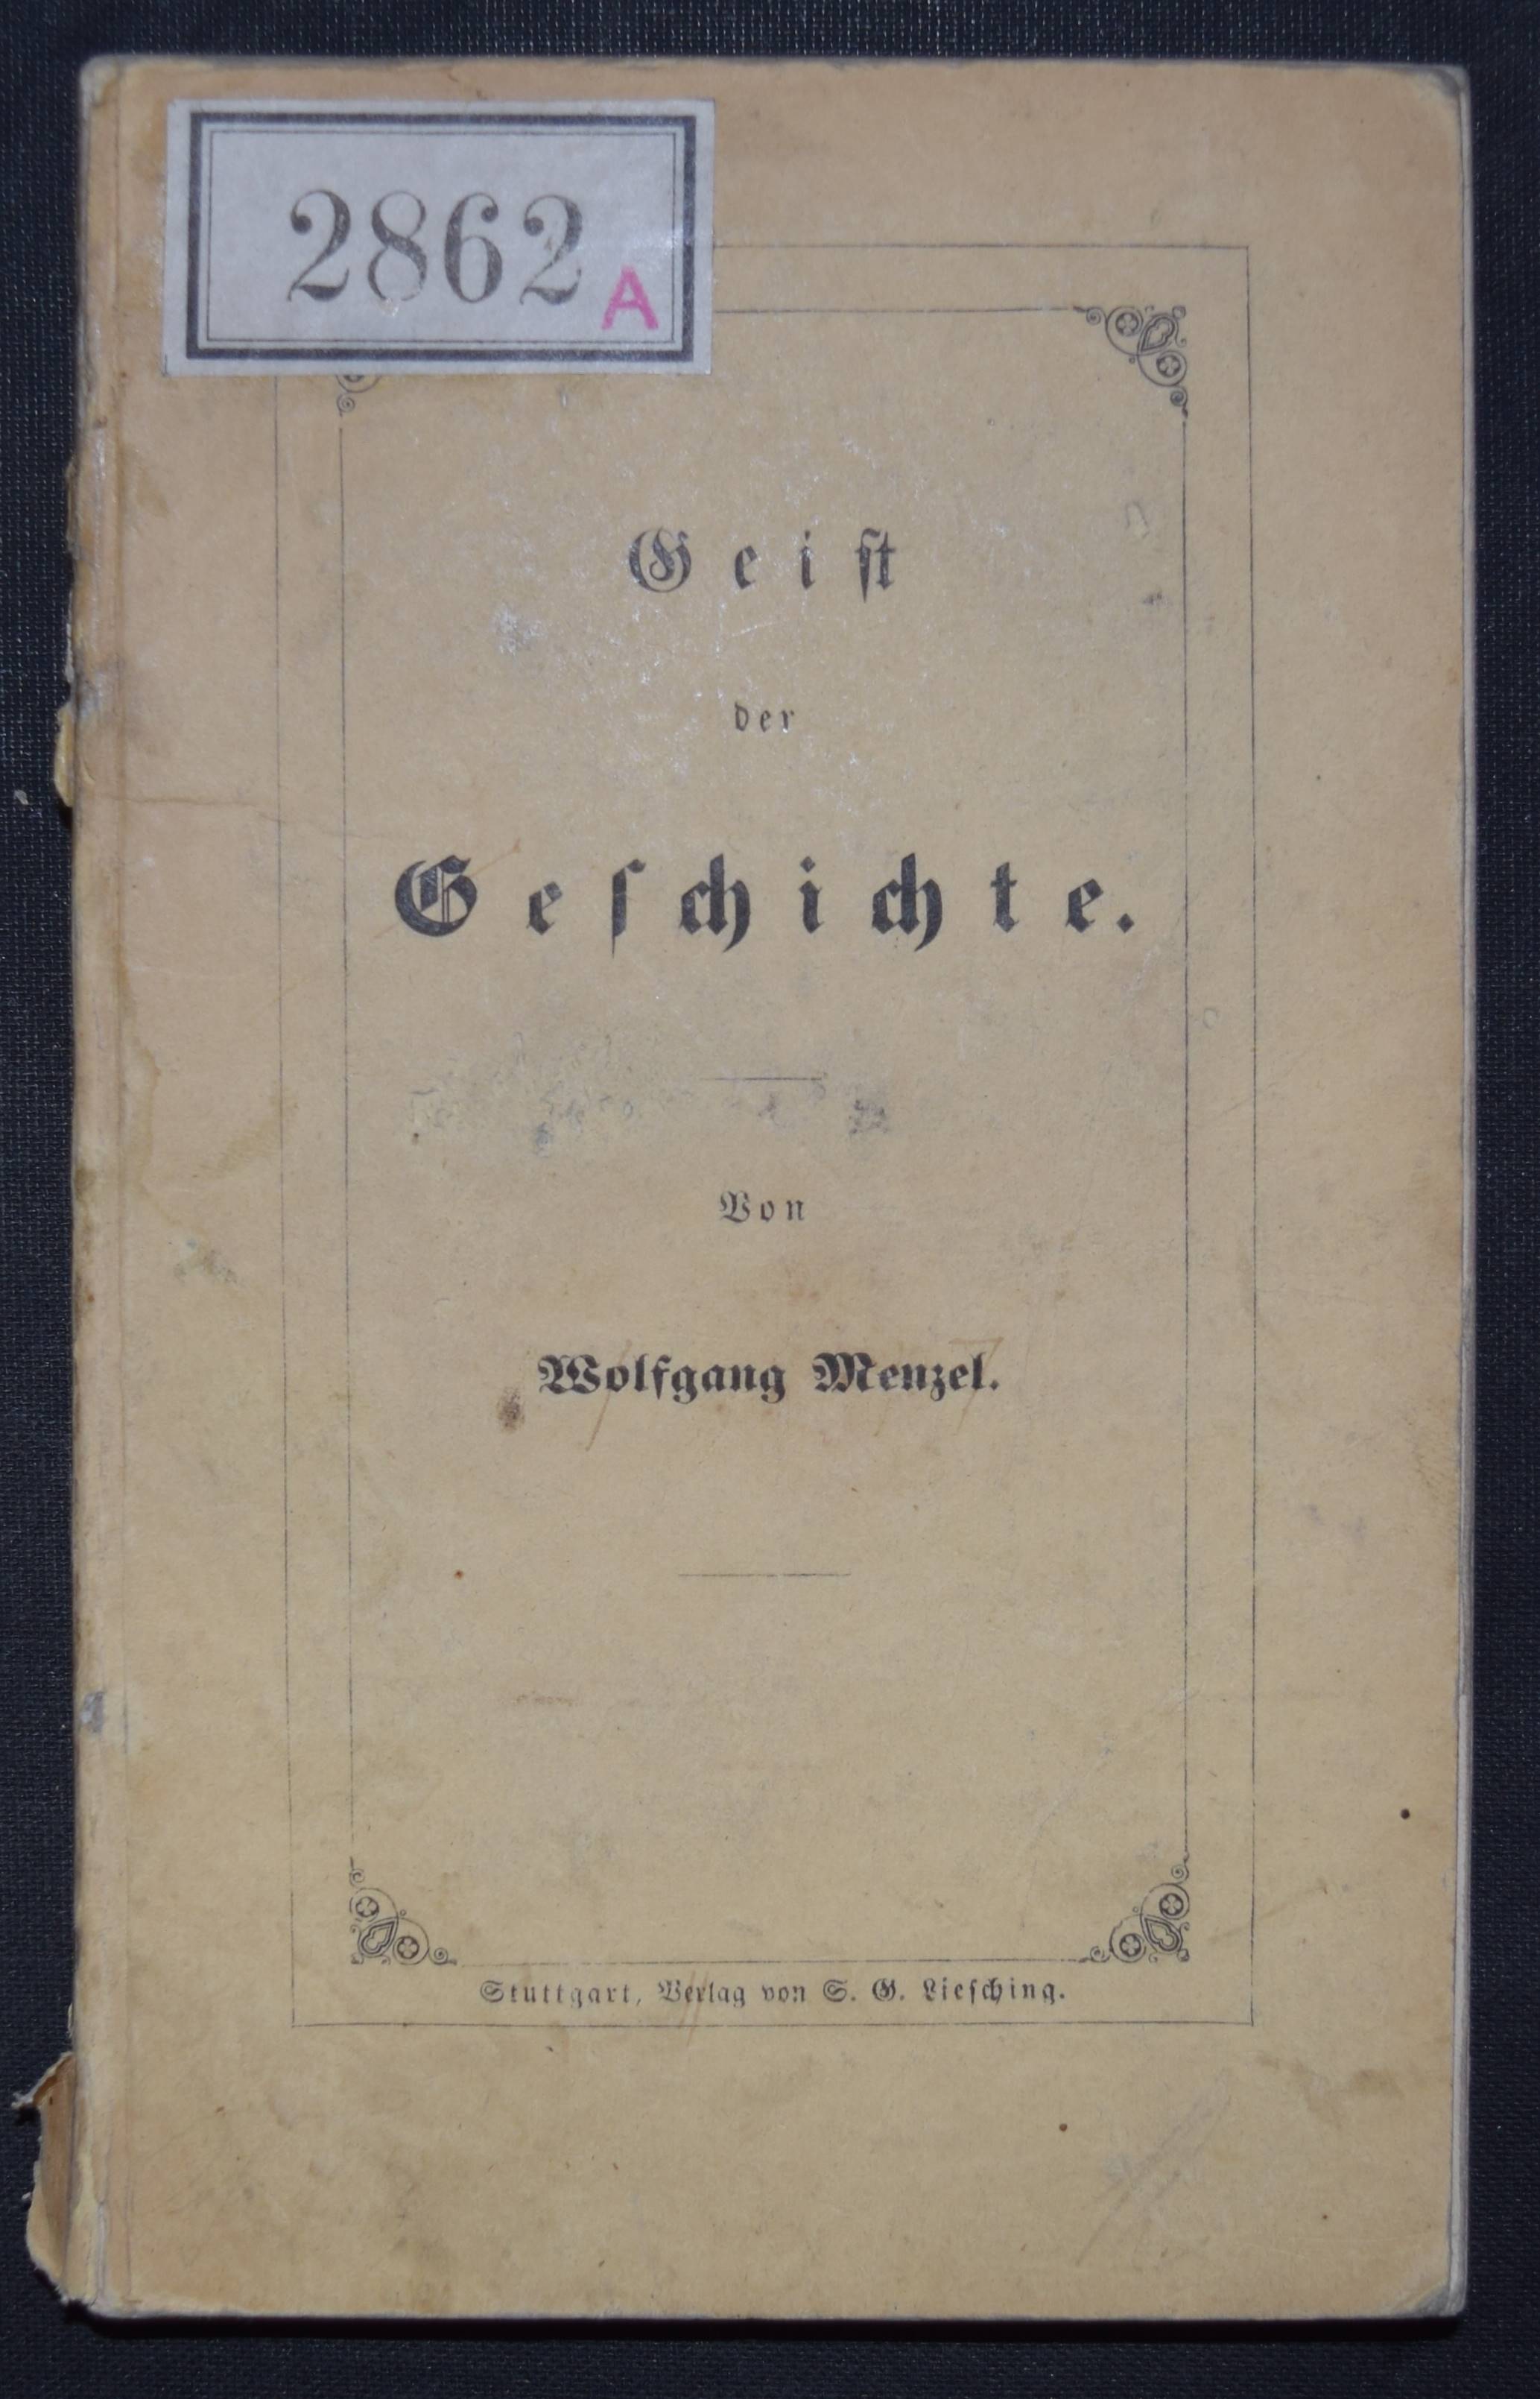 2862 A
Geiſt
der
Geſchichte.
Von
Wolfgang Menzel.
Stuttgart, Verlag von S. G. Lieſching.